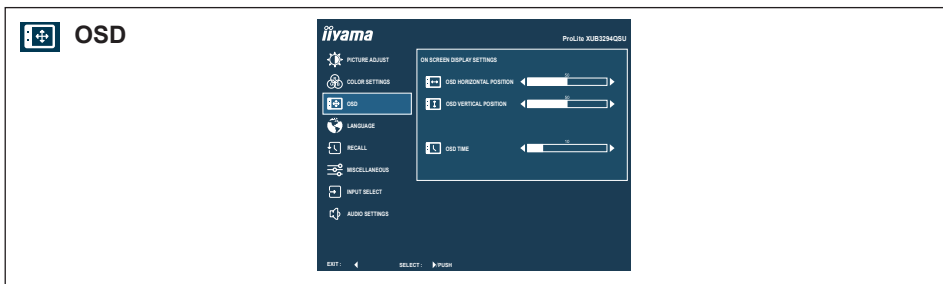 OSD
iiyama
ProLite XUB3294QSU
PICTURE ADJUST
COLOR SETTINGS
OSD
LANGUAGE
RECALL
MISCELLANEOUS
INPUT SELECT
AUDIO SETTINGS
ON SCREEN DISPLAY SETTINGS
OSD HORIZONTAL POSITION
OSD VERTICAL POSITION
OSD TIME
10
EXIT :
SELECT : /PUSH